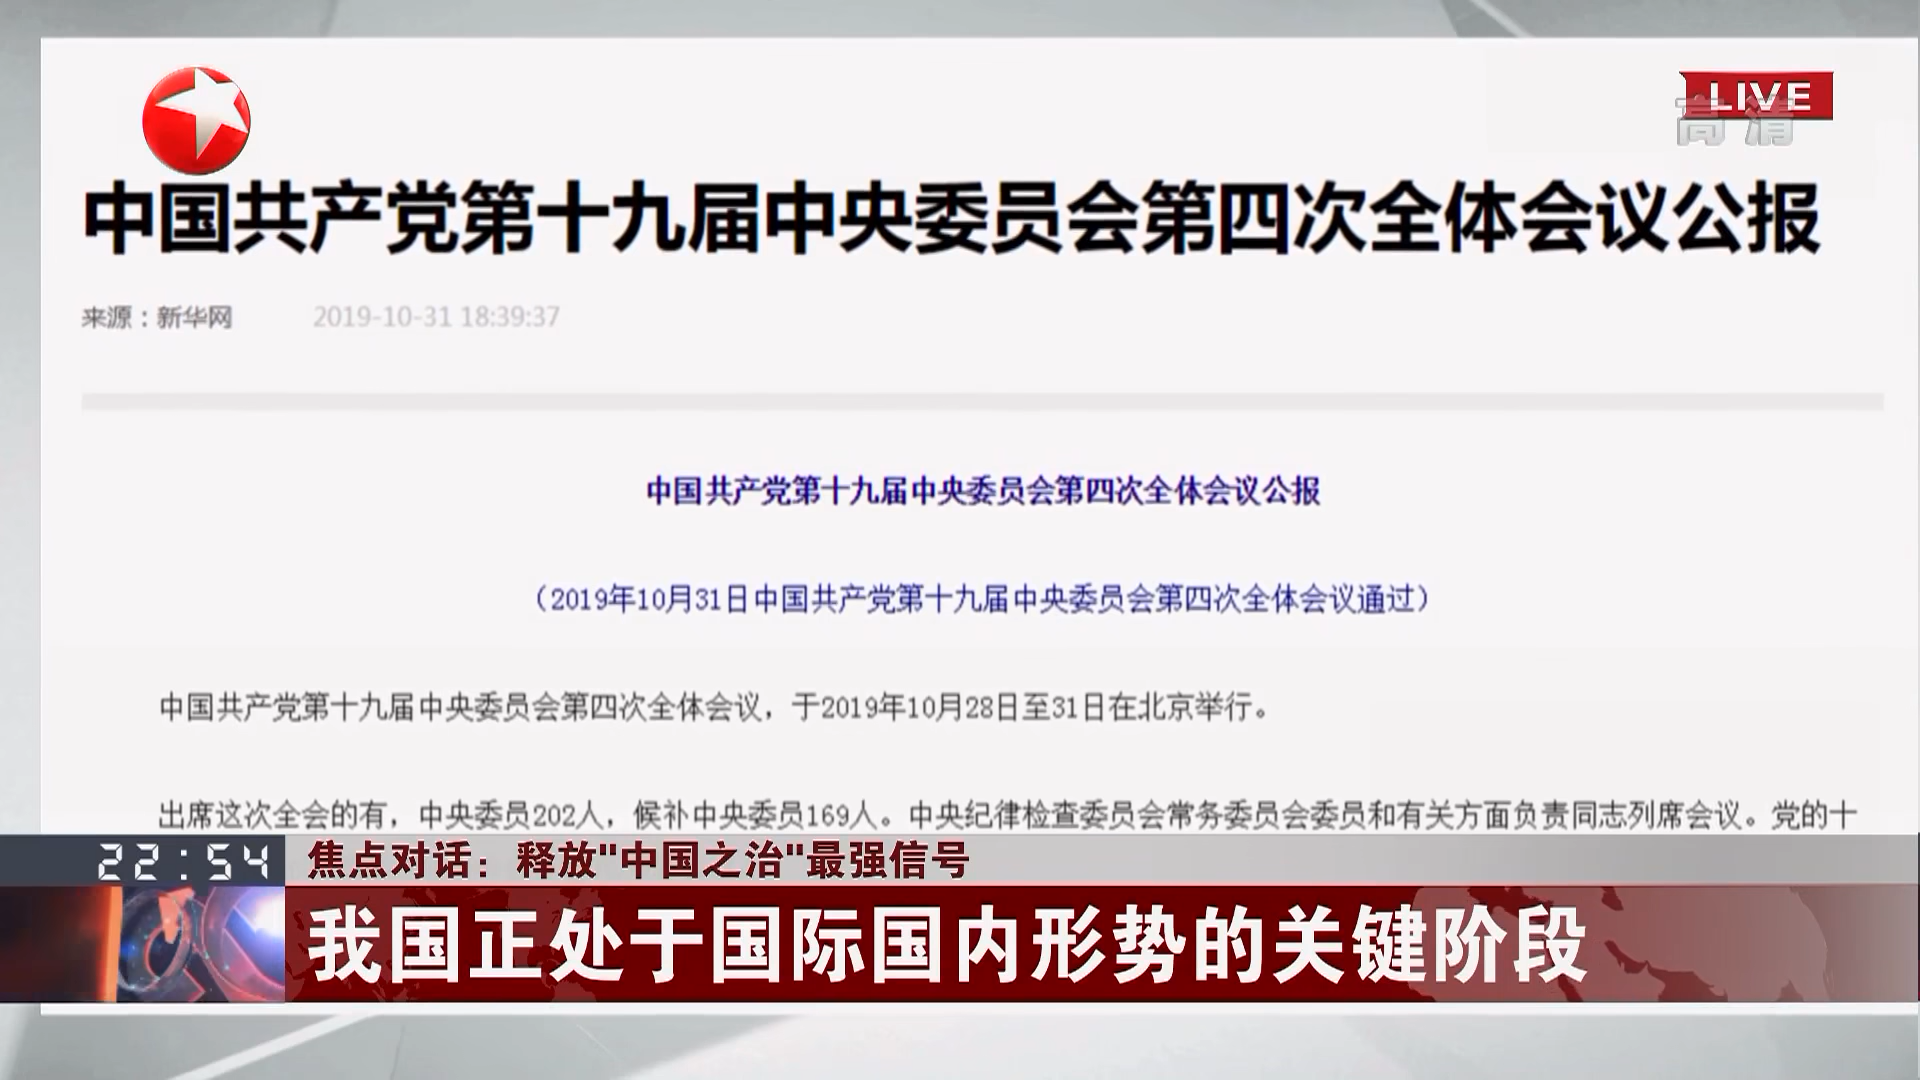 LIVE
高清
中国共产党第十九届中央委员会第四次全体会议公报
来源：新华网 2019-10-31 18:39:37
中国共产党第十九届中央委员会第四次全体会议公报
（2019年10月31日中国共产党第十九届中央委员会第四次全体会议通过）
中国共产党第十九届中央委员会第四次全体会议，于2019年10月28日至31日在北京举行。
出席这次全会的有，中央委员202人，候补中央委员169人。中央纪律检查委员会常务委员会委员和有关方面负责同志列席会议。党的十
22:54 焦点对话：释放"中国之治"最强信号
我国正处于国际国内形势的关键阶段